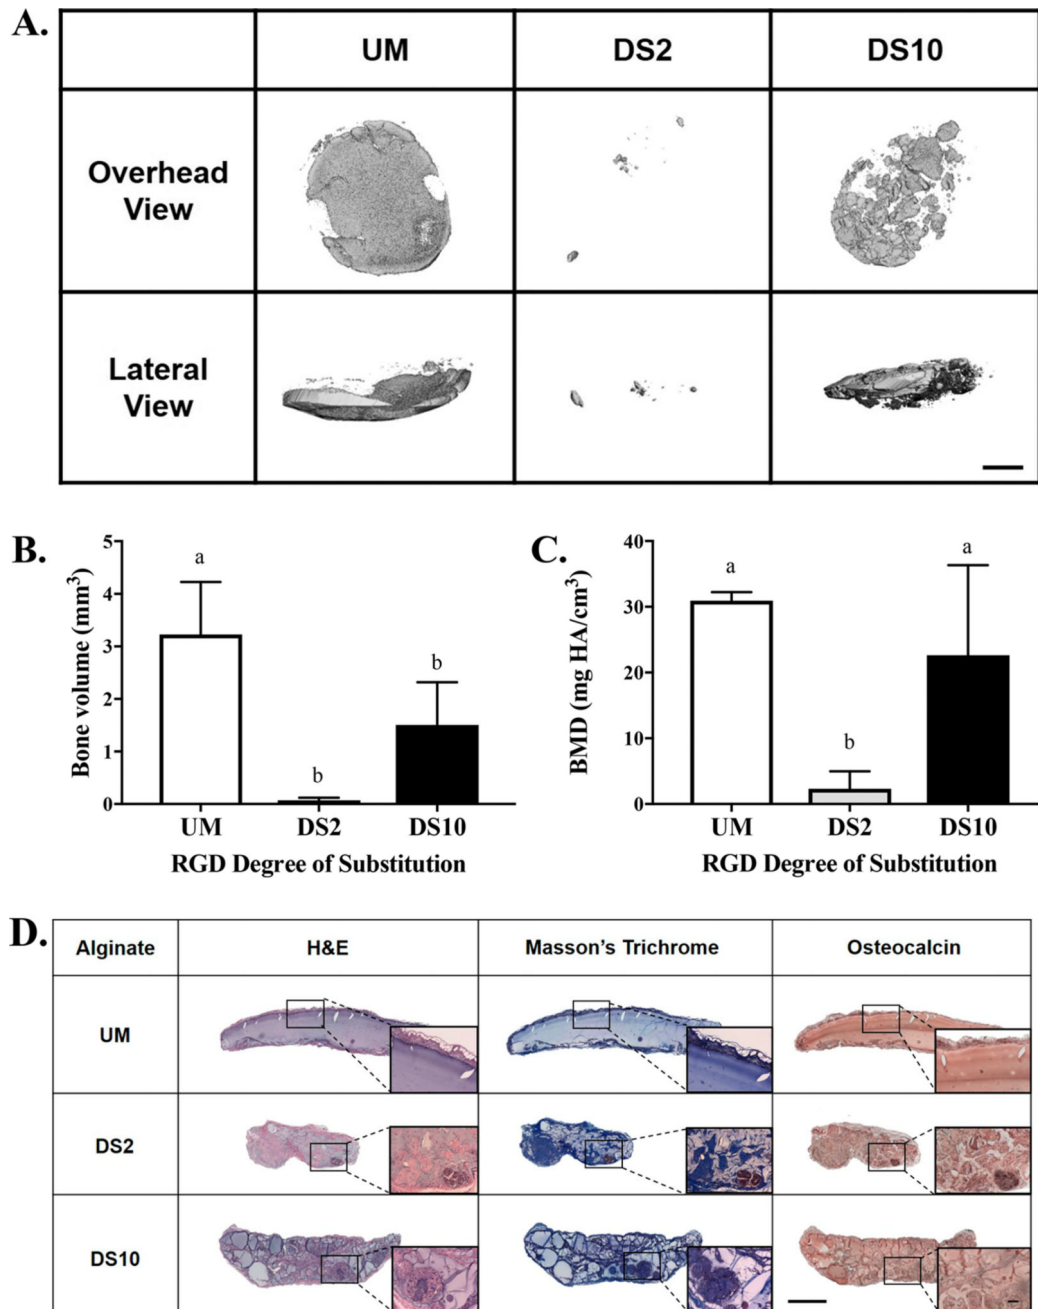 A.
UM DS2 DS10
Overhead
View
Lateral
View
B.
5
4
3
2
1
0
Bone volume (mm³)
a
b
b
UM DS2 DS10
RGD Degree of Substitution
C.
40
30
20
10
0
BMD (mg HA/cm³)
a
b
a
UM DS2 DS10
RGD Degree of Substitution
D.
Alginate H&E Masson's Trichrome Osteocalcin
UM
DS2
DS10